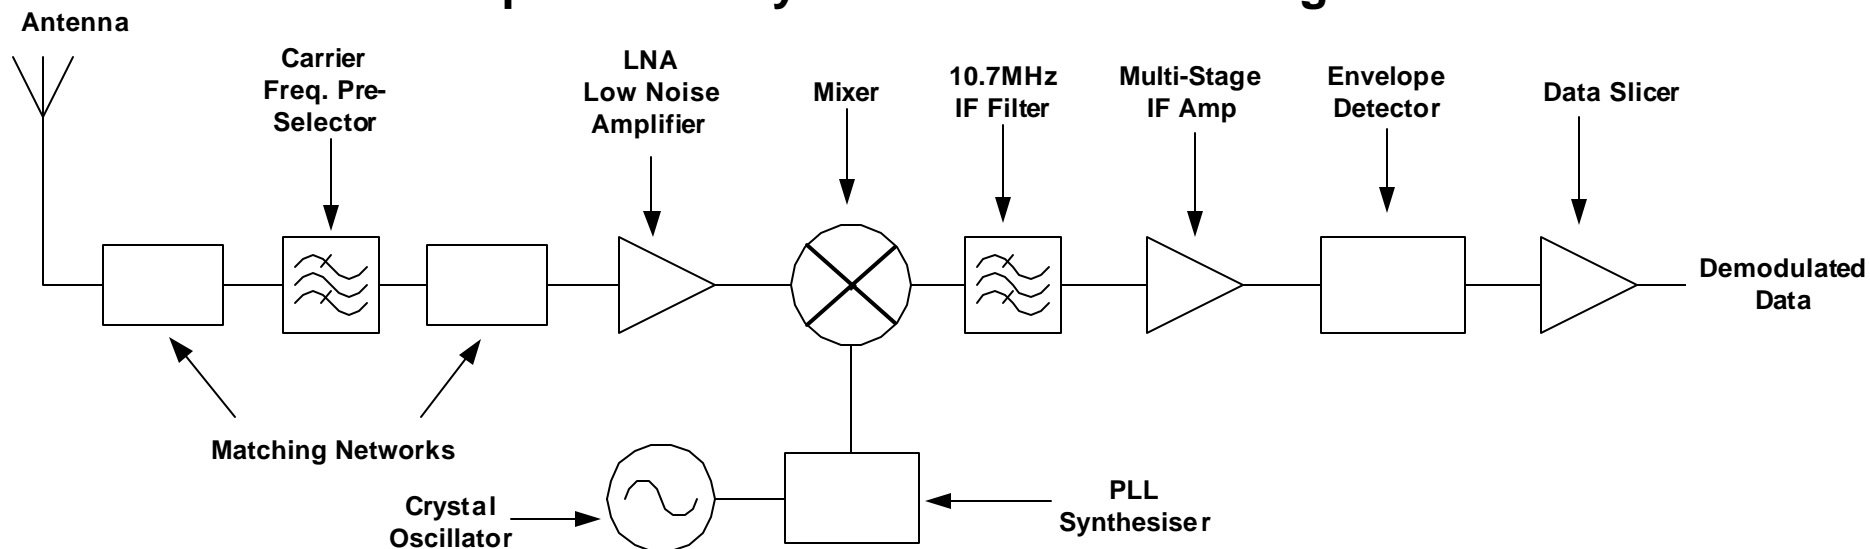 Antenna
Carrier
Freq. Pre-
Selector
LNA
Low Noise
Amplifier
Mixer
10.7MHz
IF Filter
Multi-Stage
IF Amp
Envelope
Detector
Data Slicer
Demodulated
Data
Matching Networks
Crystal
Oscillator
PLL
Synthesiser